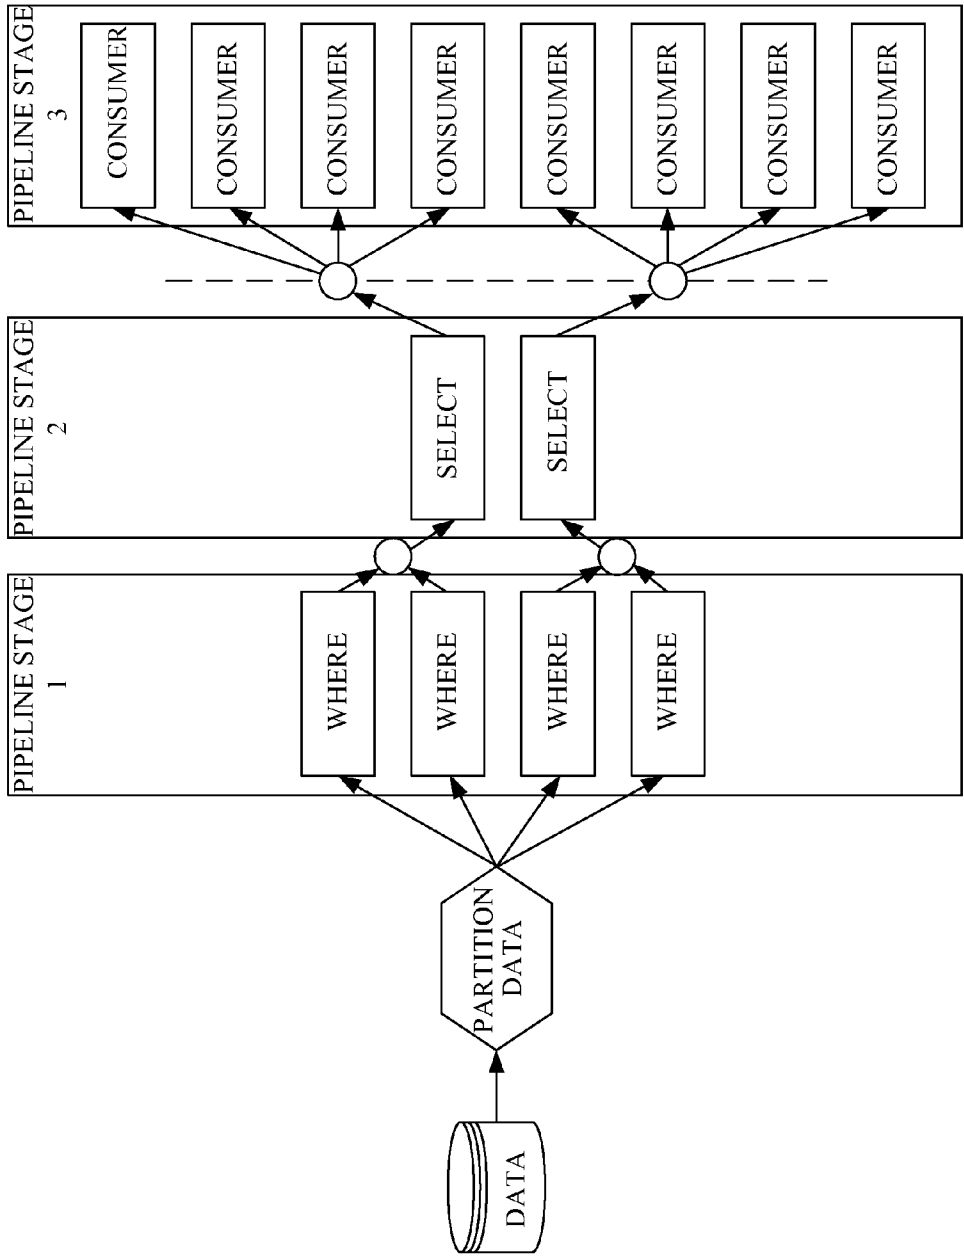 DATA
PARTITION
DATA
PIPELINE STAGE
1
WHERE
WHERE
WHERE
WHERE
PIPELINE STAGE
2
SELECT
SELECT
PIPELINE STAGE
3
CONSUMER
CONSUMER
CONSUMER
CONSUMER
CONSUMER
CONSUMER
CONSUMER
CONSUMER